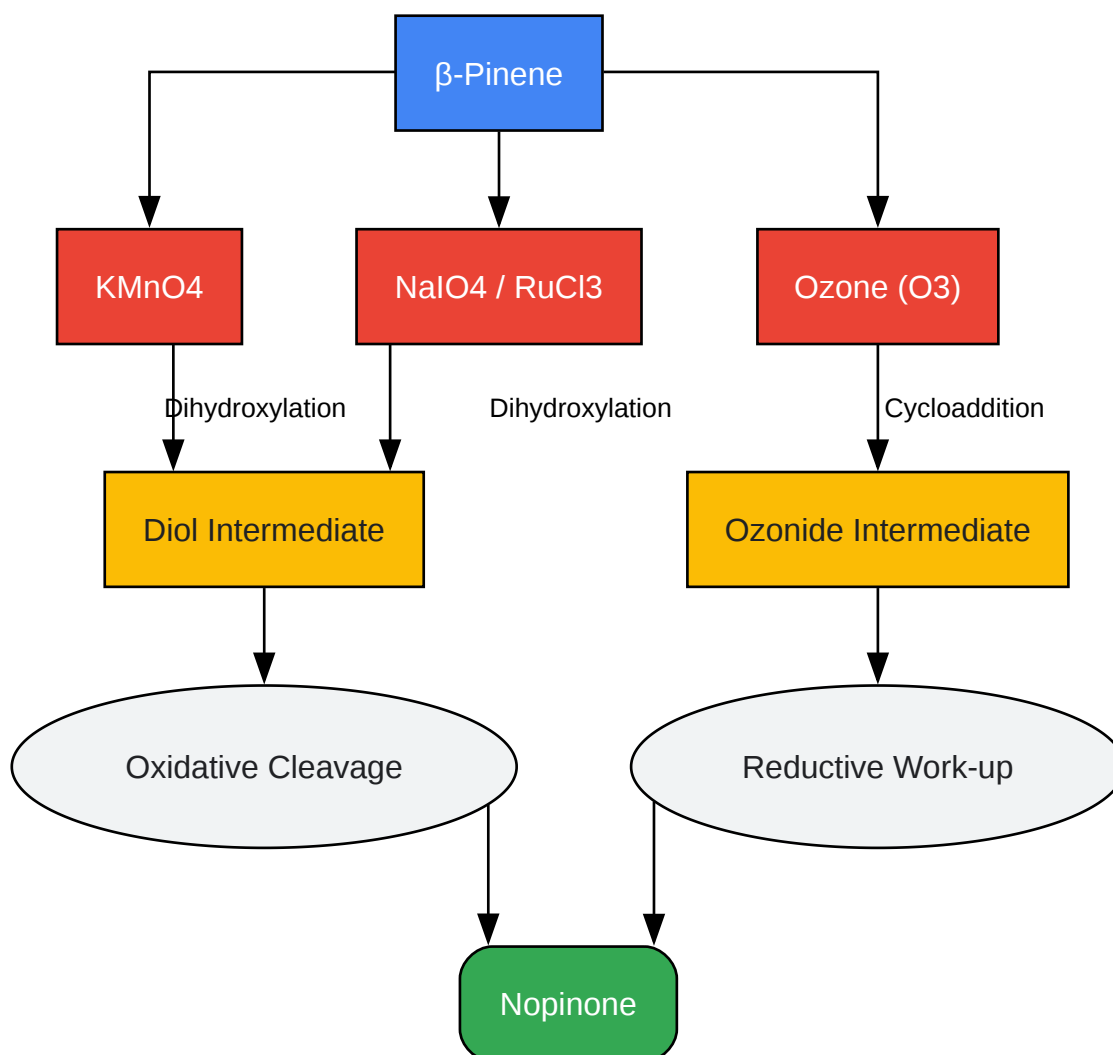 β-Pinene
KMnO4
NaIO4 / RuCl3
Ozone (O3)
Dihydroxylation
Dihydroxylation
Cycloaddition
Diol Intermediate
Ozonide Intermediate
Oxidative Cleavage
Reductive Work-up
Nopinone